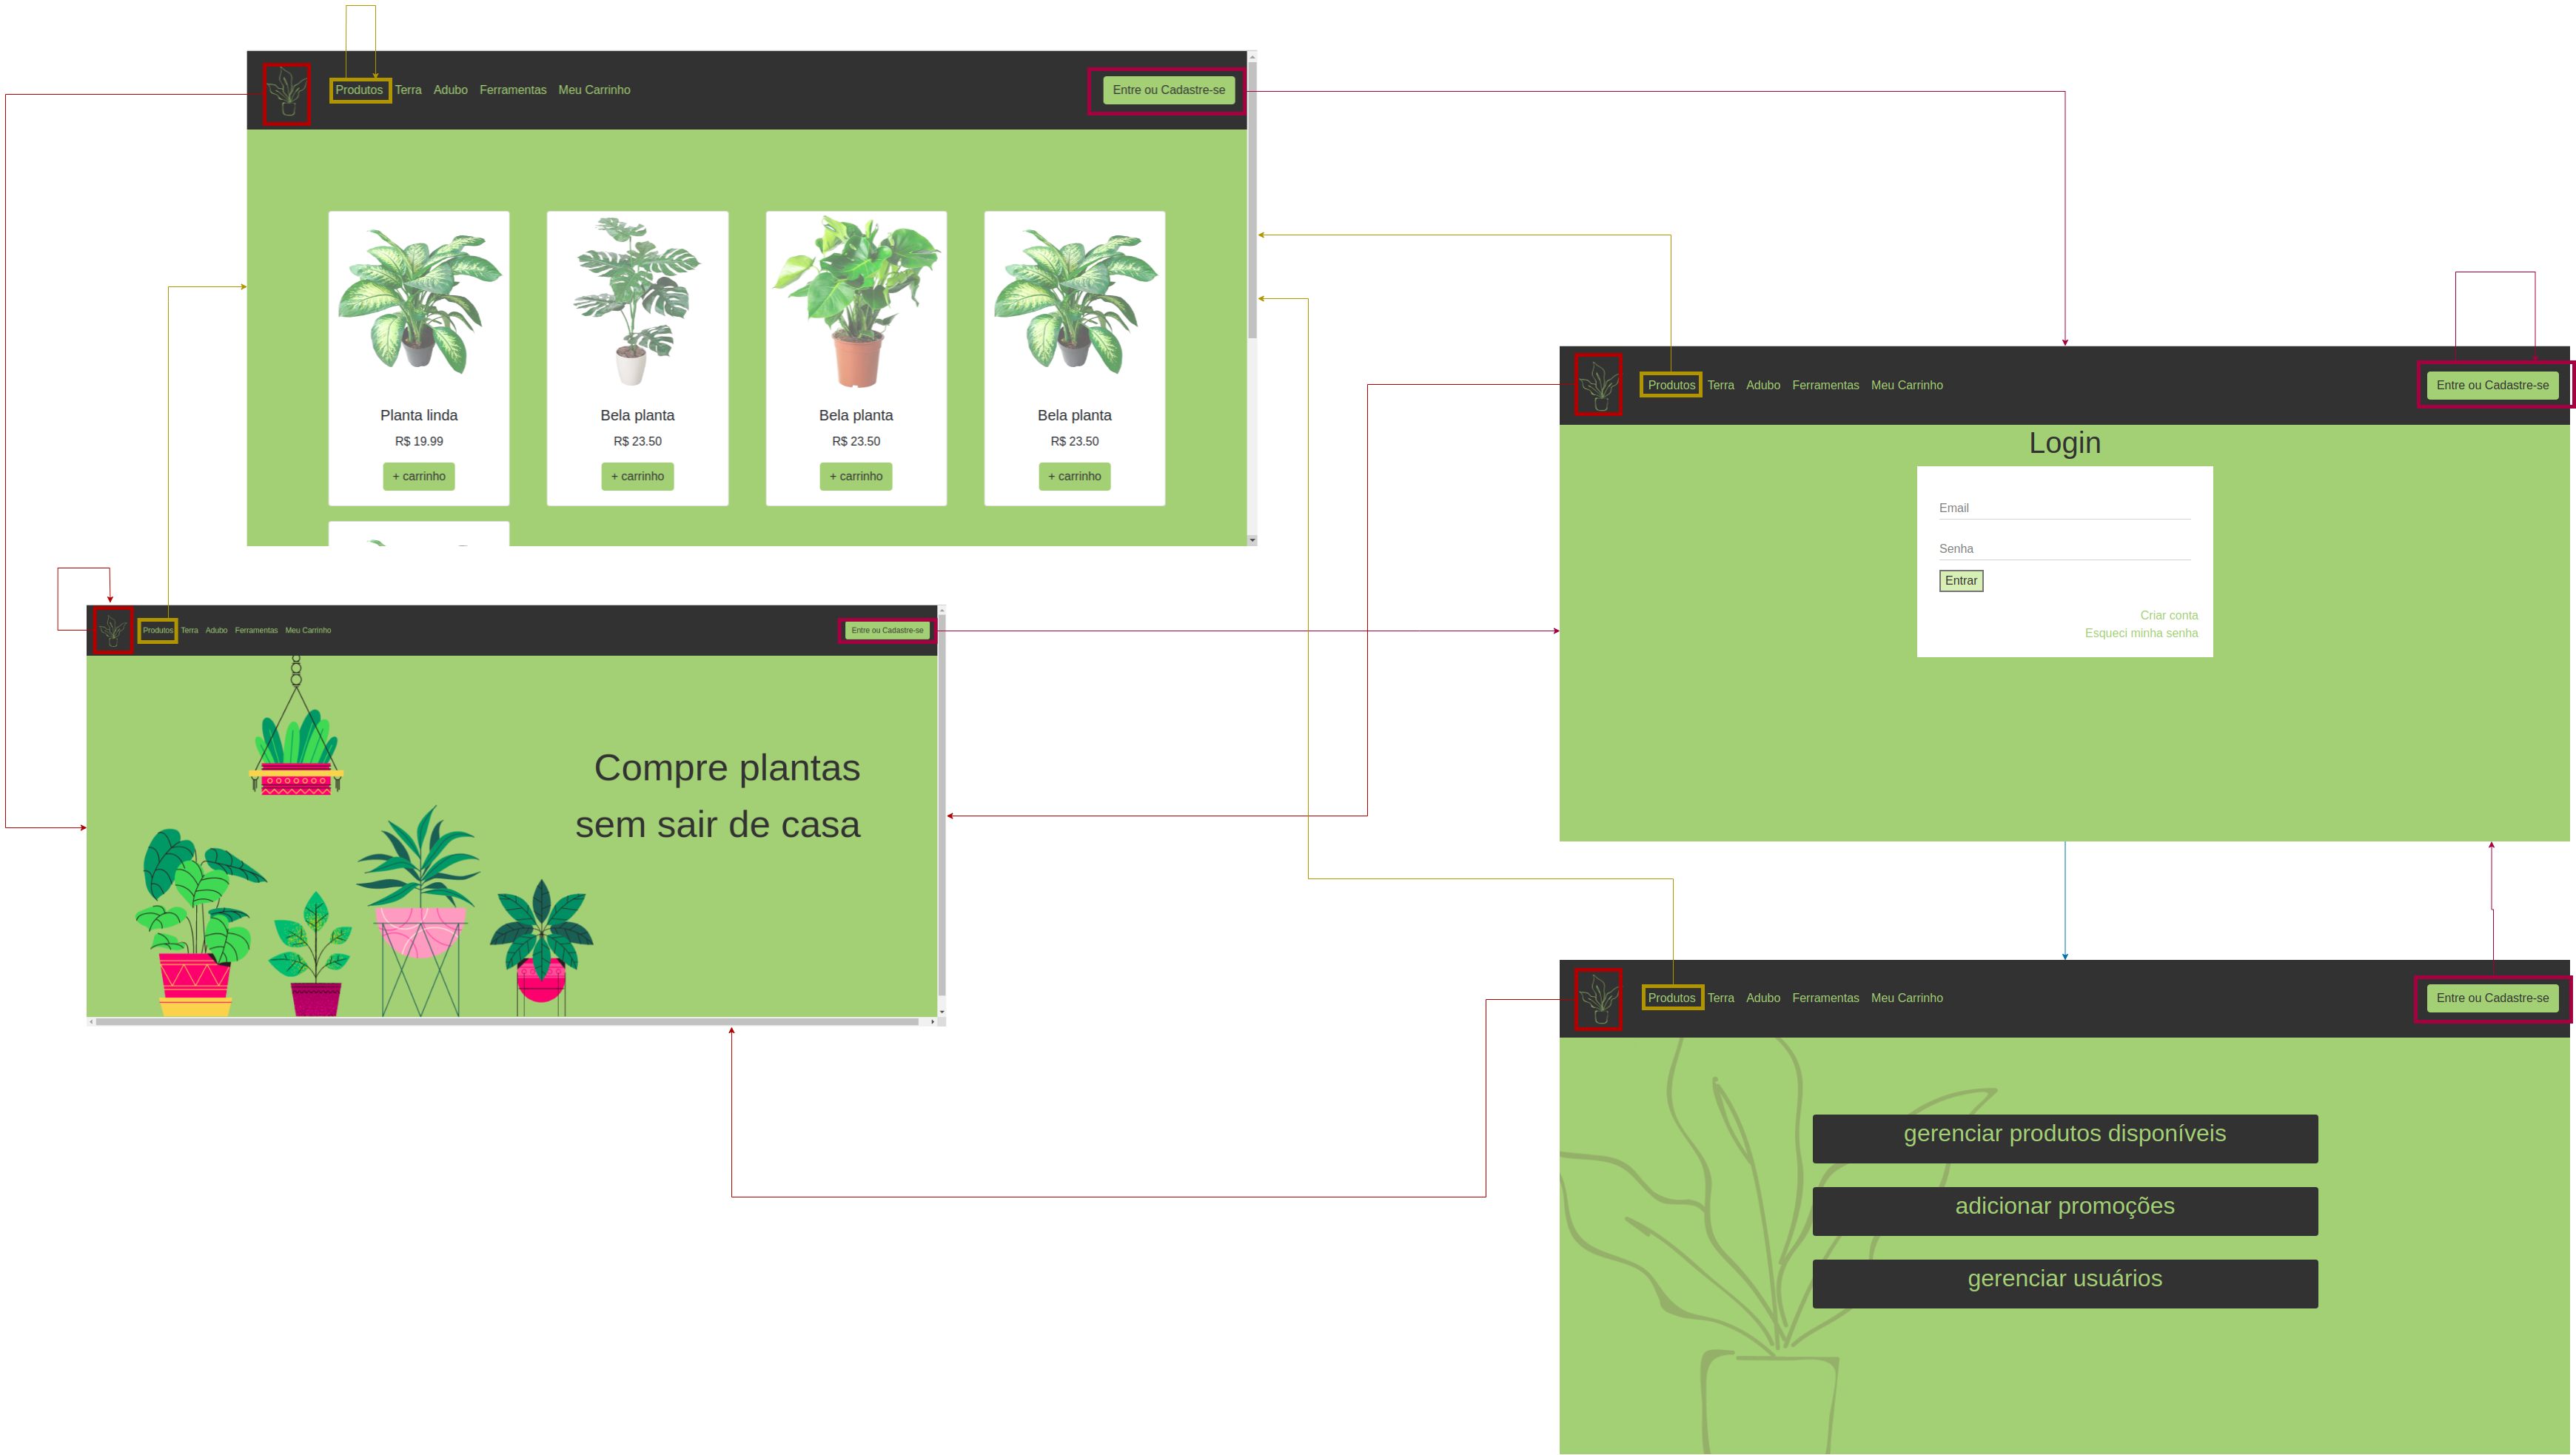 Produtos Terra Adubo Ferramentas Meu Carrinho Entre ou Cadastre-se
Planta linda
R$ 19.99
+ carrinho
Bela planta
R$ 23.50
+ carrinho
Bela planta
R$ 23.50
+ carrinho
Bela planta
R$ 23.50
+ carrinho
Produtos Terra Adubo Ferramentas Meu Carrinho Entre ou Cadastre-se
Login
Email
Senha
Entrar
Criar conta
Esqueci minha senha
Produtos Terra Adubo Ferramentas Meu Carrinho Entre ou Cadastre-se
Compre plantas
sem sair de casa
Produtos Terra Adubo Ferramentas Meu Carrinho Entre ou Cadastre-se
gerenciar produtos disponíveis
adicionar promoções
gerenciar usuários